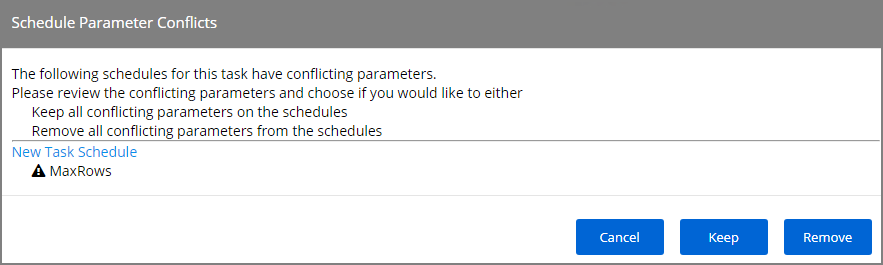 Schedule Parameter Conflicts
The following schedules for this task have conflicting parameters.
Please review the conflicting parameters and choose if you would like to either
Keep all conflicting parameters on the schedules
Remove all conflicting parameters from the schedules
New Task Schedule
MaxRows
Cancel Keep Remove